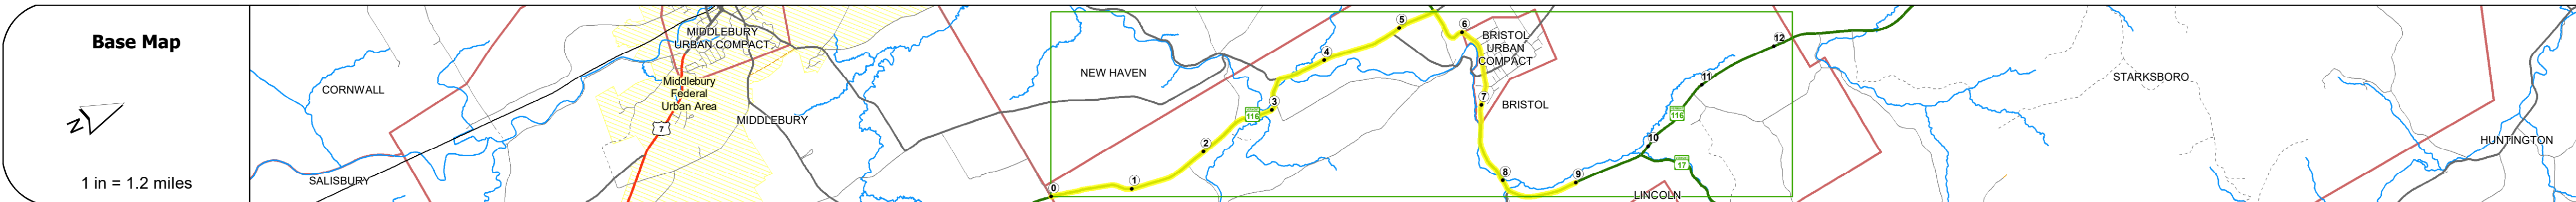 Base Map
N
1 in = 1.2 miles
CORNWALL
SALISBURY
MIDDLEBURY
URBAN COMPACT
Middlebury
Federal
Urban Area
7
MIDDLEBURY
NEW HAVEN
0
1
2
116
3
4
5
6
BRISTOL
URBAN
COMPACT
7
BRISTOL
8
9
10
116
11
12
17
LINCOLN
STARKSBORO
HUNTINGTON